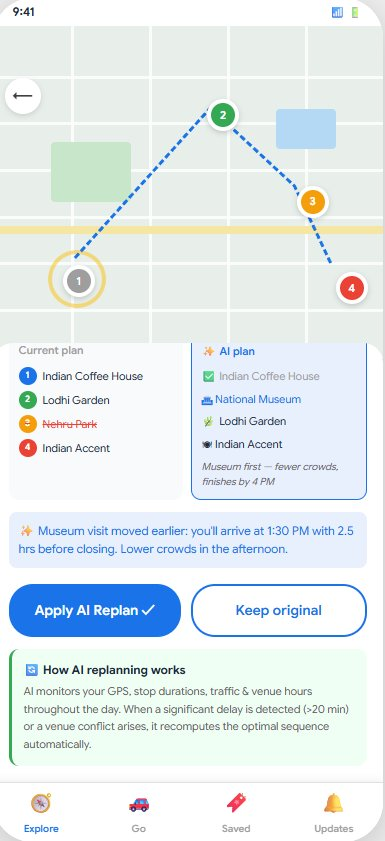 9:41
2
3
1
4
Current plan
1 Indian Coffee House
2 Lodhi Garden
3 Nehru Park
4 Indian Accent
✨ AI plan
✅ Indian Coffee House
🏛 National Museum
🌿 Lodhi Garden
🍽 Indian Accent
Museum first — fewer crowds,
finishes by 4 PM
✨ Museum visit moved earlier: you'll arrive at 1:30 PM with 2.5
hrs before closing. Lower crowds in the afternoon.
Apply AI Replan ✓
Keep original
🔄 How AI replanning works
AI monitors your GPS, stop durations, traffic & venue hours
throughout the day. When a significant delay is detected (>20 min)
or a venue conflict arises, it recomputes the optimal sequence
automatically.
Explore
Go
Saved
Updates